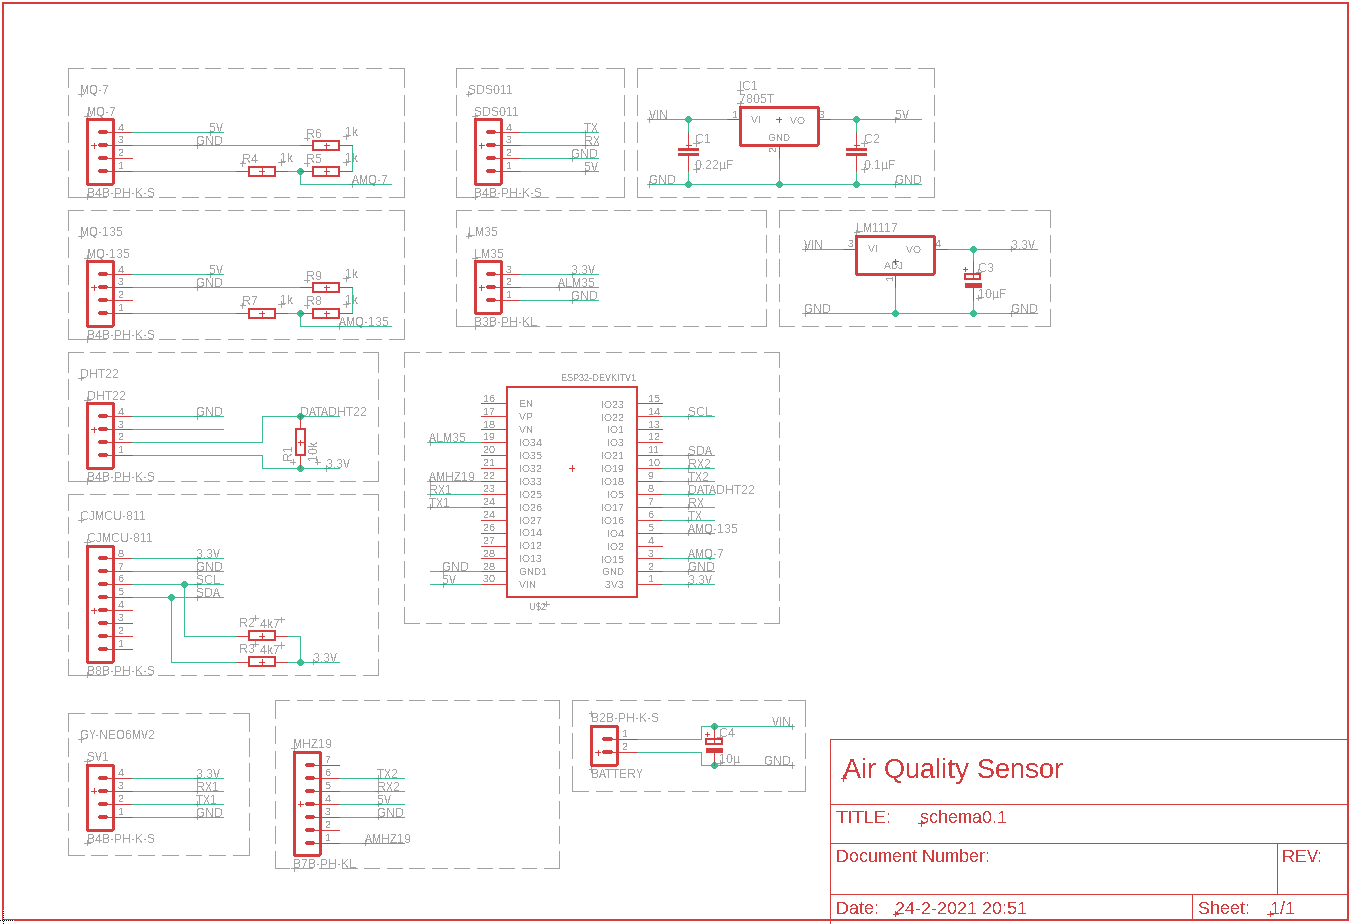 MQ-7
MQ-7
4 5V
3 GND
2
1
R6 1k
R4 1k
R5 1k
AMQ-7
B4B-PH-K-S
SDS011
SDS011
4 TX
3 RX
2 GND
1 5V
B4B-PH-K-S
IC1
7805T
VIN 1 VI VO 3 5V
GND
2
C1
0.22µF
C2
0.1µF
GND GND
MQ-135
MQ-135
4 5V
3 GND
2
1
R9 1k
R7 1k
R8 1k
AMQ-135
B4B-PH-K-S
LM35
LM35
3 3.3V
2 ALM35
1 GND
B3B-PH-KL
LM1117
VIN 3 VI VO 4 3.3V
ADJ
1
C3
10µF
GND GND
DHT22
DHT22
4 GND
3
2
1
DATADHT22
R1
10k
3.3V
B4B-PH-K-S
ESP32-DEVKITV1
16 EN IO23 15
17 VP IO22 14 SCL
18 VN IO1 13
ALM35 19 IO34 IO3 12
20 IO35 IO21 11 SDA
21 IO32 IO19 10 RX2
AMHZ19 22 IO33 IO18 9 TX2
RX1 23 IO25 IO5 8 DATADHT22
TX1 24 IO26 IO17 7 RX
24 IO27 IO16 6 TX
26 IO14 IO4 5 AMQ-135
27 IO12 IO2 4
28 IO13 IO15 3 AMQ-7
GND 28 GND1 GND 2 GND
5V 30 VIN 3V3 1 3.3V
U$2
CJMCU-811
CJMCU-811
8 3.3V
7 GND
6 SCL
5 SDA
4
3
2
1
R2 4k7
R3 4k7
3.3V
B8B-PH-K-S
GY-NEO6MV2
SV1
4 3.3V
3 RX1
2 TX1
1 GND
B4B-PH-K-S
MHZ19
7
6 TX2
5 RX2
4 5V
3 GND
2
1 AMHZ19
B7B-PH-KL
B2B-PH-K-S
1
2
BATTERY
VIN
C4
10µ
GND
Air Quality Sensor
TITLE: schema0.1
Document Number:
REV:
Date: 24-2-2021 20:51
Sheet: 1/1